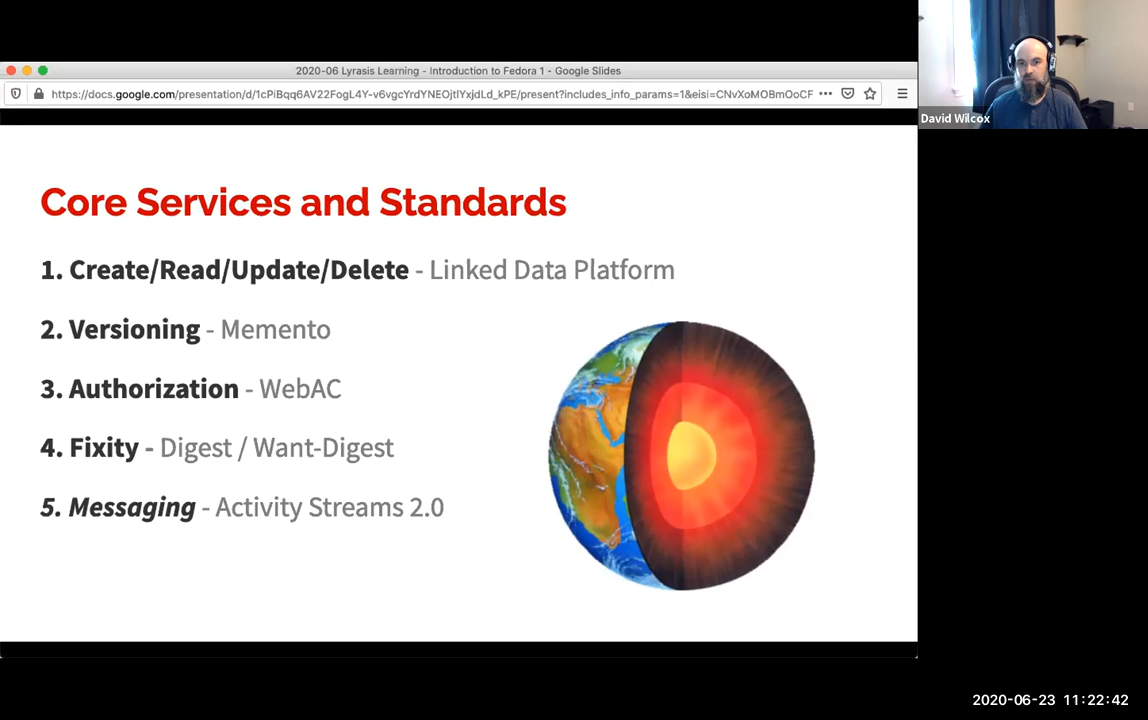 2020-06 Lyrasis Learning - Introduction to Fedora 1 - Google Slides
https://docs.google.com/presentation/d/1cPiBqq6AV22FogL4Y-v6vgcYrdYNEOjtlYxjdLd_kPE/present?includes_info_params=1&eisi=CNvXoMOBmOoCF
David Wilcox
Core Services and Standards
1. Create/Read/Update/Delete - Linked Data Platform
2. Versioning - Memento
3. Authorization - WebAC
4. Fixity - Digest / Want-Digest
5. Messaging - Activity Streams 2.0
2020-06-23 11:22:42